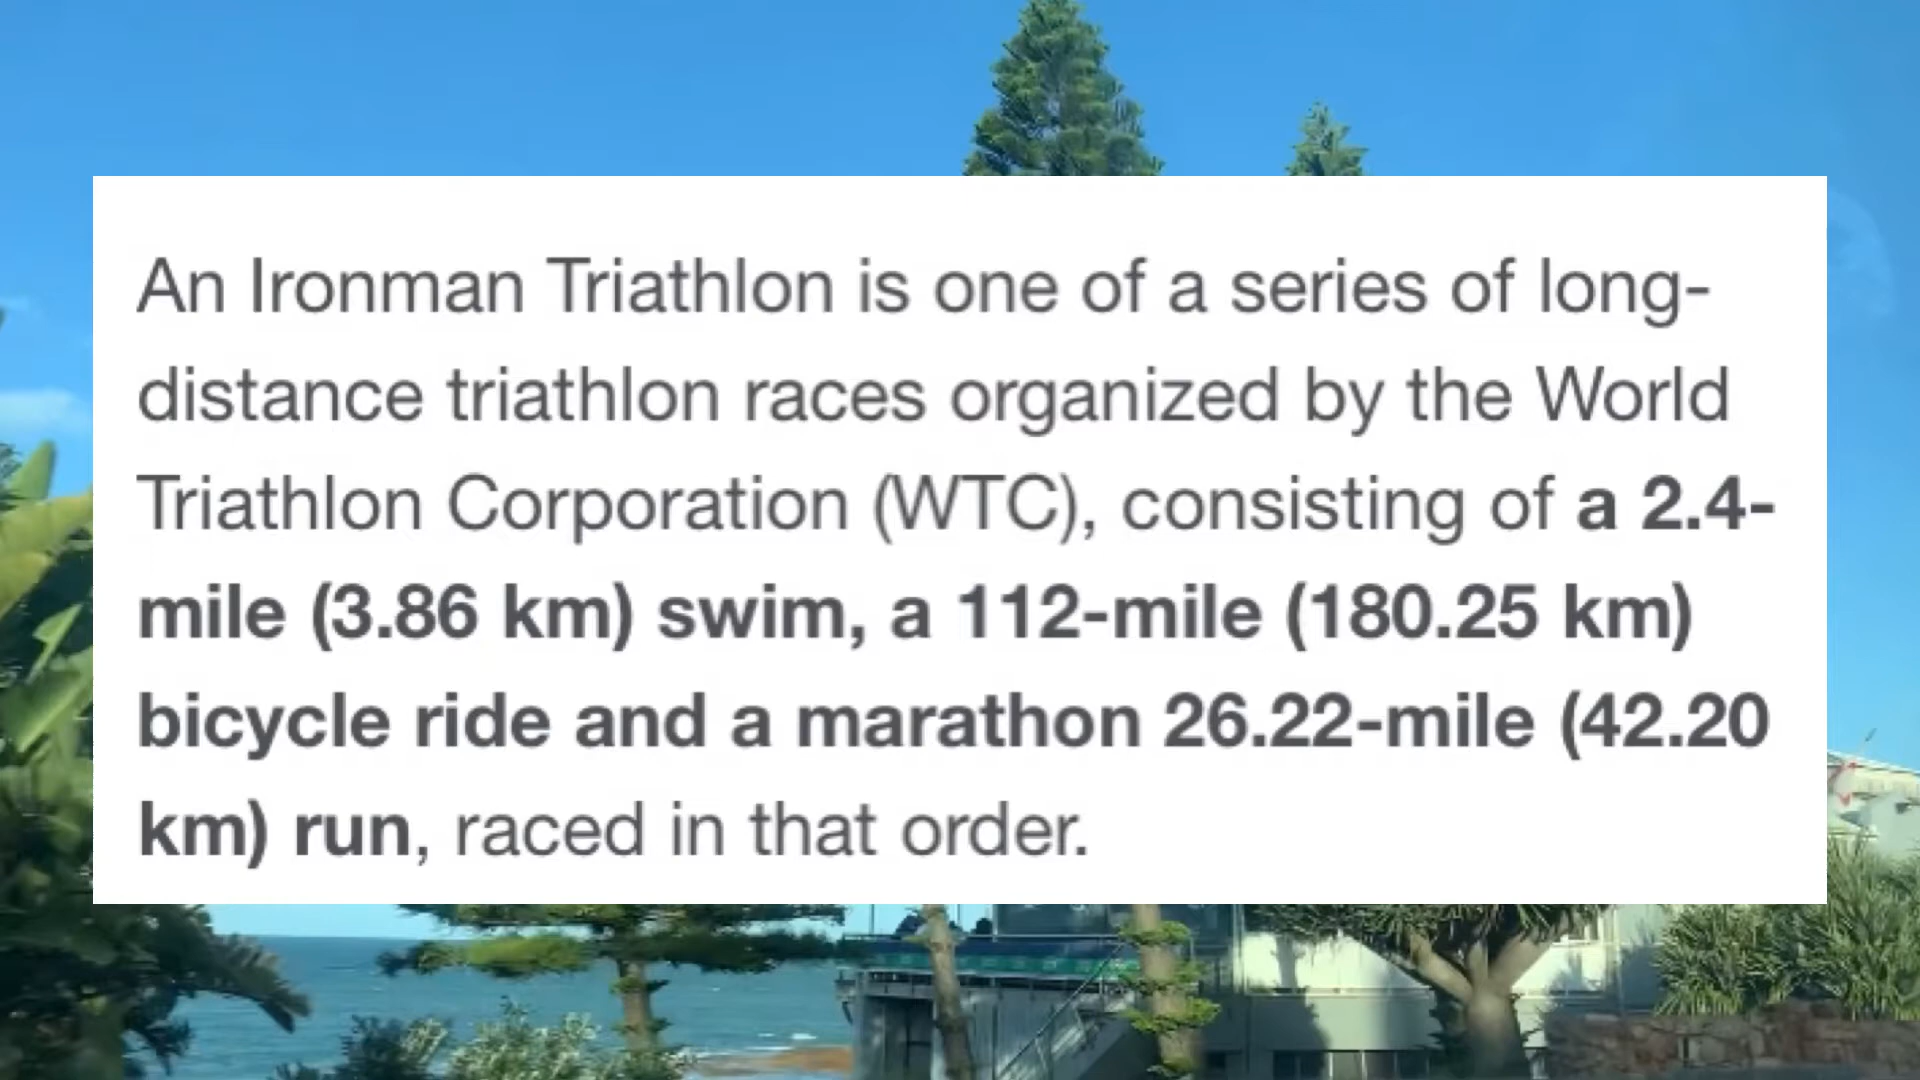 An Ironman Triathlon is one of a series of long-
distance triathlon races organized by the World
Triathlon Corporation (WTC), consisting of a 2.4-
mile (3.86 km) swim, a 112-mile (180.25 km)
bicycle ride and a marathon 26.22-mile (42.20
km) run, raced in that order.